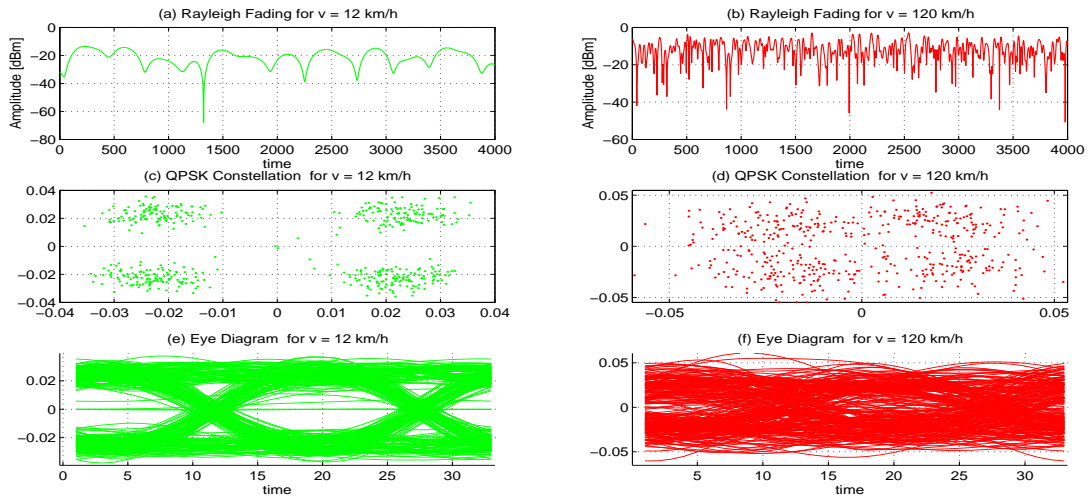 (a) Rayleigh Fading for v = 12 km/h
(b) Rayleigh Fading for v = 120 km/h
Amplitude [dBm]
0
−20
−40
−60
−80
0 500 1000 1500 2000 2500 3000 3500 4000
time
Amplitude [dBm]
0
−20
−40
−60
0 500 1000 1500 2000 2500 3000 3500 4000
time
(c) QPSK Constellation for v = 12 km/h
(d) QPSK Constellation for v = 120 km/h
0.04
0.02
0
−0.02
−0.04
−0.04 −0.03 −0.02 −0.01 0 0.01 0.02 0.03 0.04
0.05
0
−0.05
−0.05 0 0.05
(e) Eye Diagram for v = 12 km/h
(f) Eye Diagram for v = 120 km/h
0.02
0
−0.02
0 5 10 15 20 25 30
time
0.05
0
−0.05
5 10 15 20 25 30
time